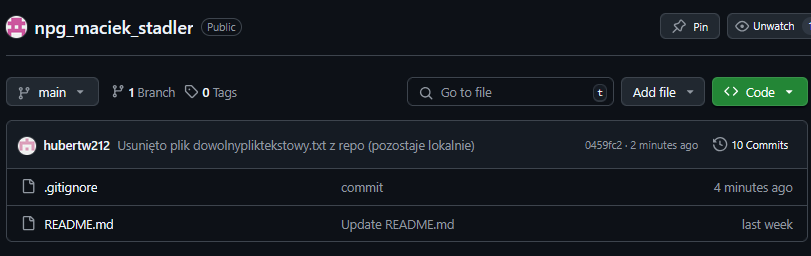 npg_maciek_stadler Public Pin Unwatch
main 1 Branch 0 Tags Go to file t Add file Code
hubertw212 Usunięto plik dowolnypliktekstowy.txt z repo (pozostaje lokalnie) 0459fc2 · 2 minutes ago 10 Commits
.gitignore commit 4 minutes ago
README.md Update README.md last week